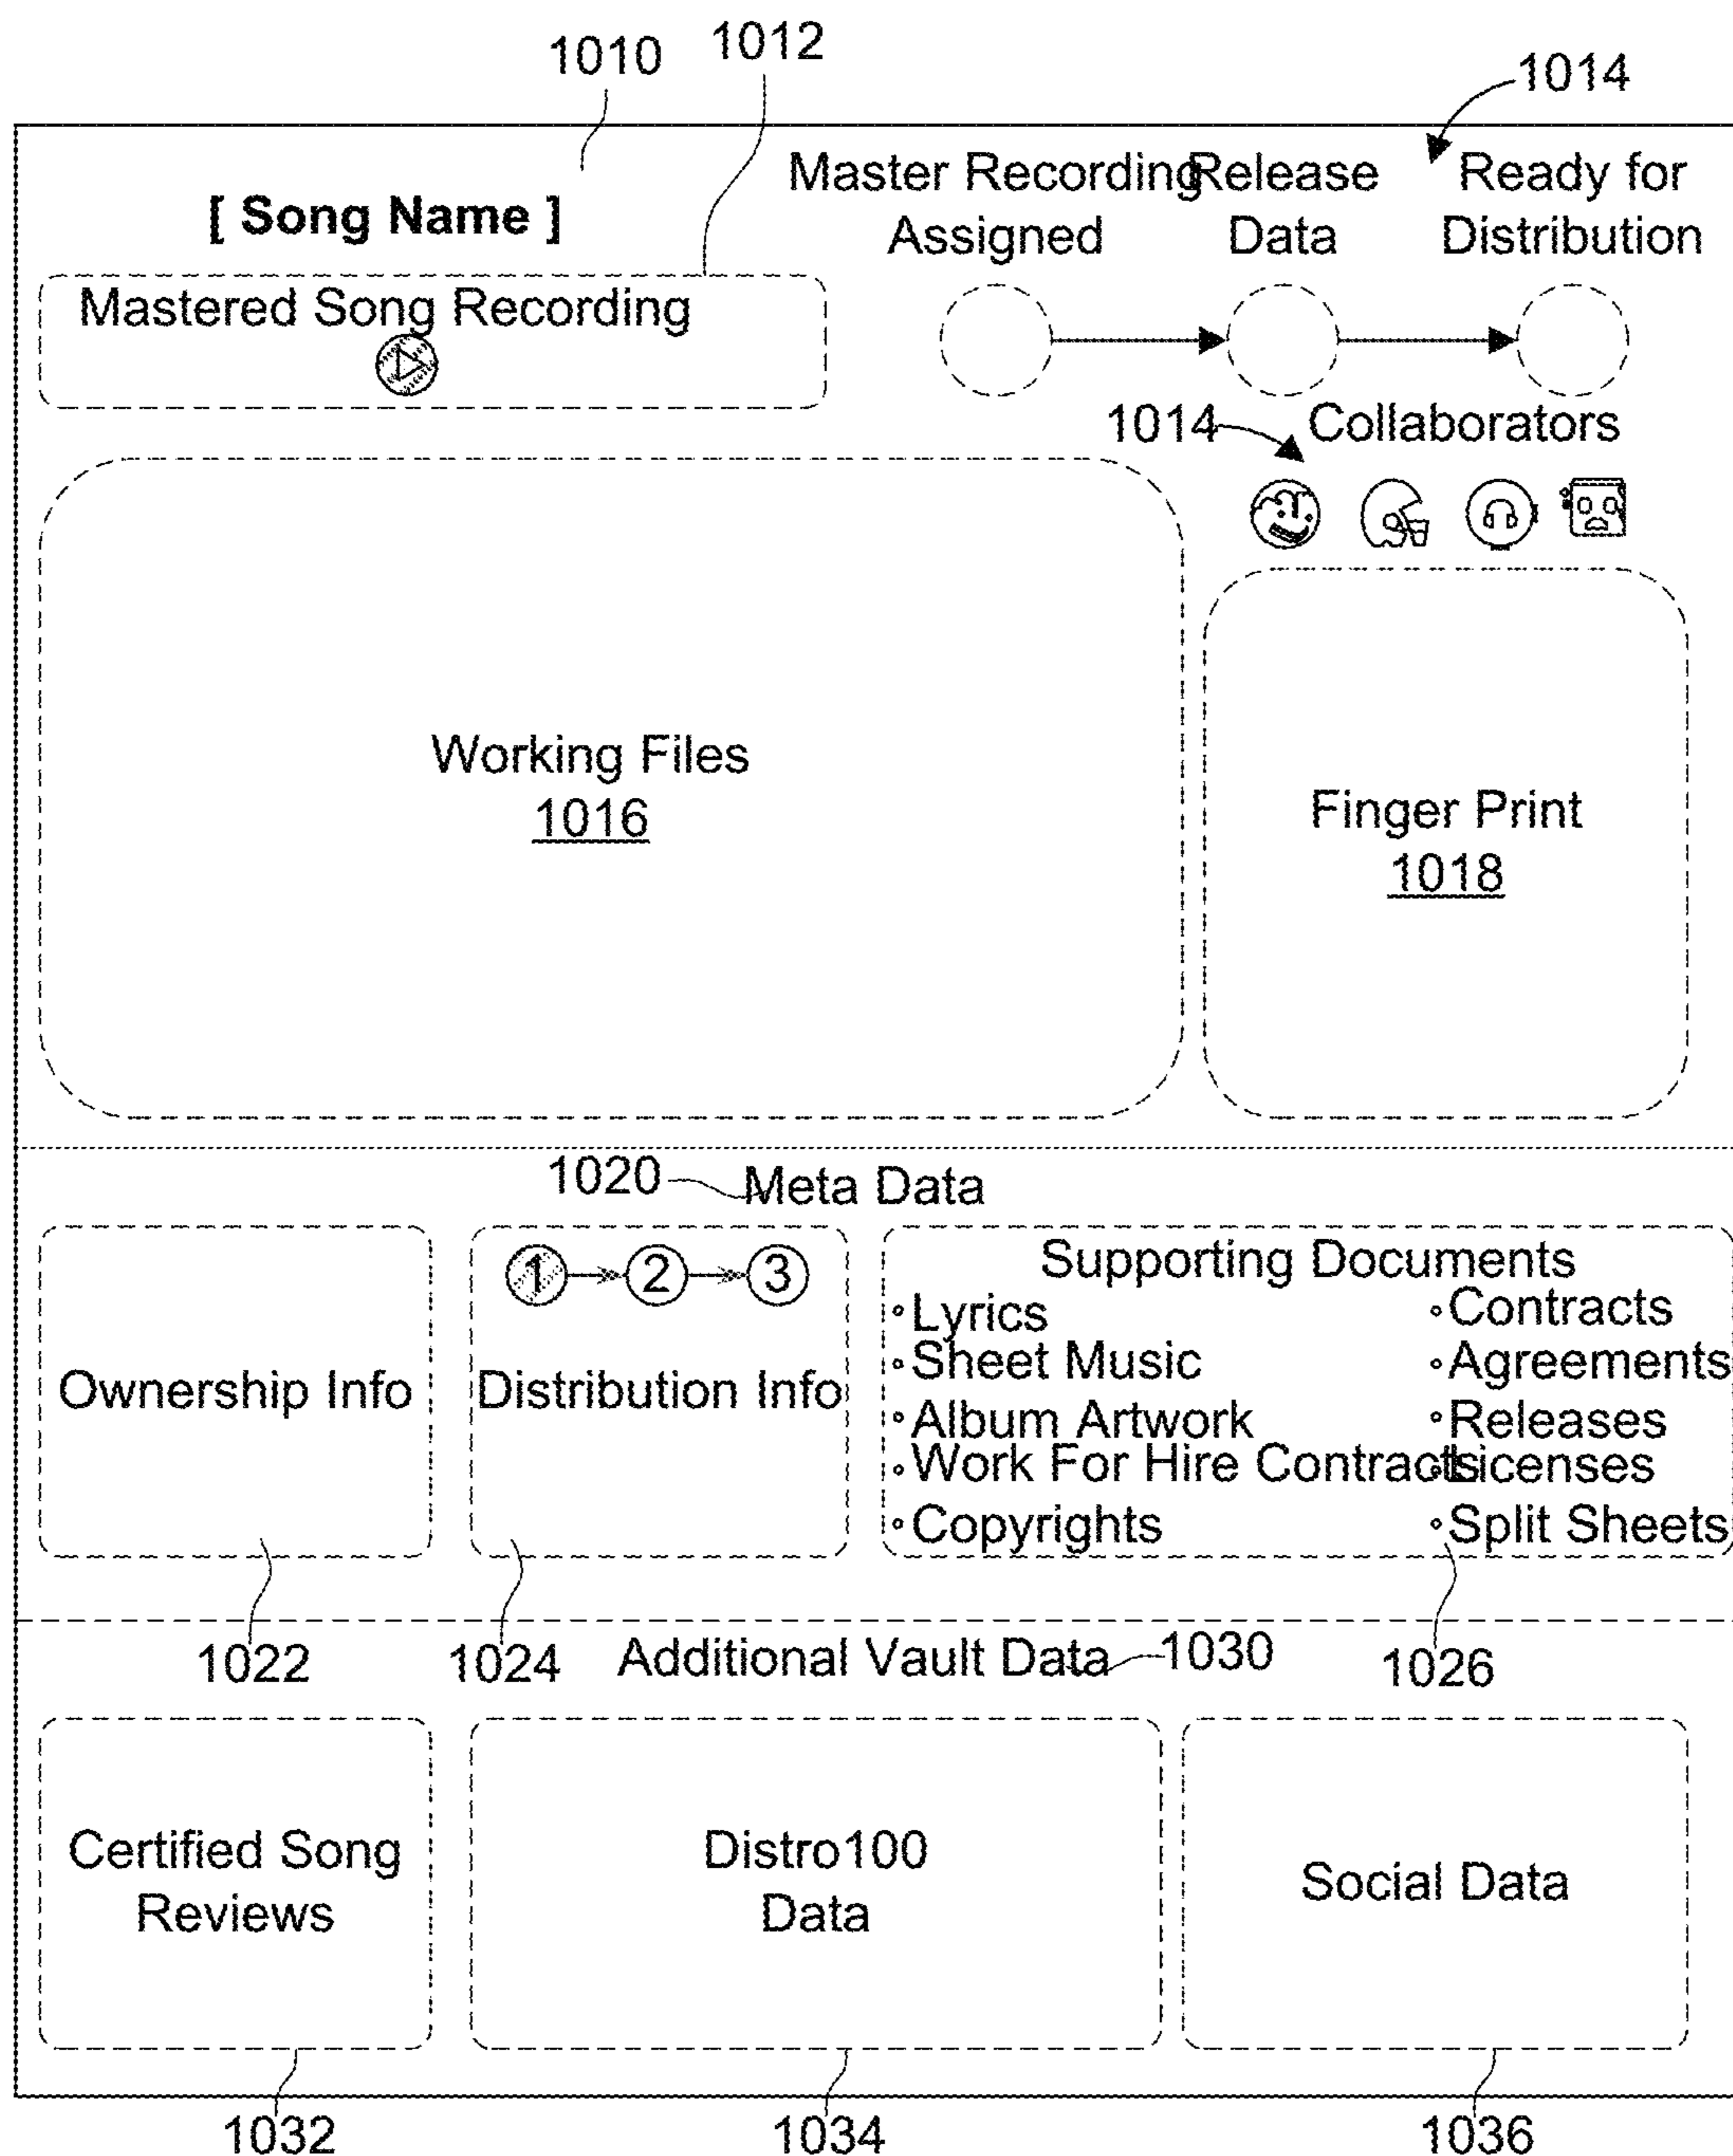 1010
1012
1014
[ Song Name ]
Master Recording
Assigned
Release
Data
Ready for
Distribution
Mastered Song Recording
1014
Collaborators
Working Files
1016
Finger Print
1018
1020
Meta Data
Ownership Info
1
2
3
Distribution Info
Supporting Documents
Lyrics
Sheet Music
Album Artwork
Work For Hire Contracts
Copyrights
Contracts
Agreements
Releases
Licenses
Split Sheets
1022
1024
Additional Vault Data
1030
1026
Certified Song
Reviews
Distro100
Data
Social Data
1032
1034
1036